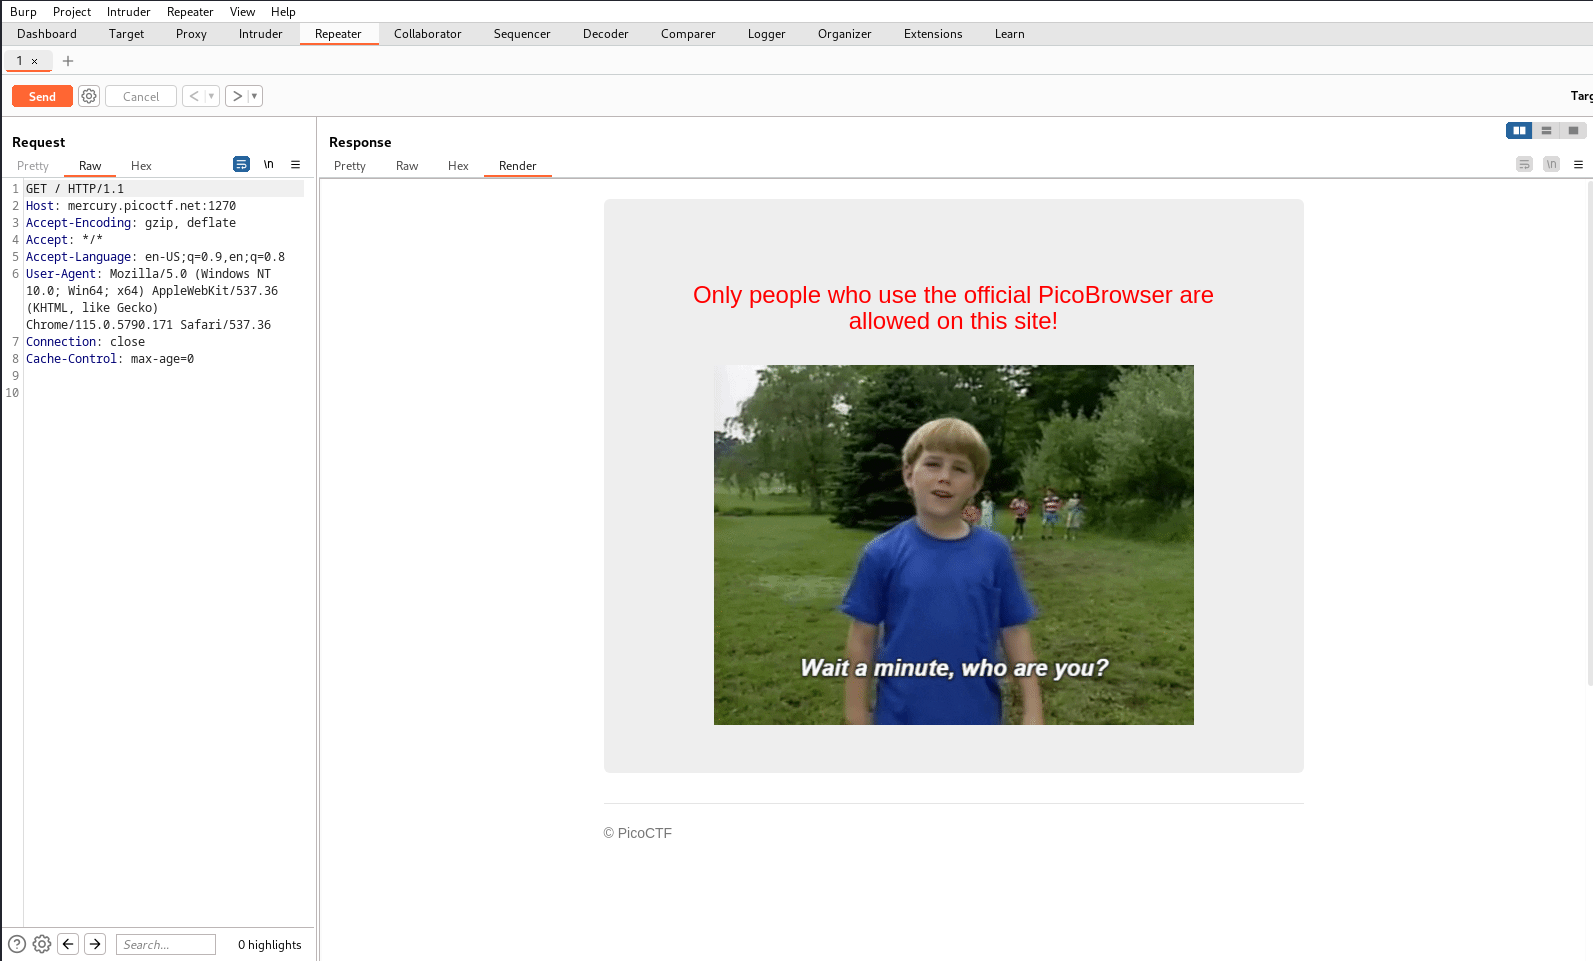 Burp Project Intruder Repeater View Help
Dashboard Target Proxy Intruder Repeater Collaborator Sequencer Decoder Comparer Logger Organizer Extensions Learn
1 × +
Send Cancel < > Targ
Request
Pretty Raw Hex \n
1 GET / HTTP/1.1
2 Host: mercury.picoctf.net:1270
3 Accept-Encoding: gzip, deflate
4 Accept: */*
5 Accept-Language: en-US;q=0.9,en;q=0.8
6 User-Agent: Mozilla/5.0 (Windows NT
10.0; Win64; x64) AppleWebKit/537.36
(KHTML, like Gecko)
Chrome/115.0.5790.171 Safari/537.36
7 Connection: close
8 Cache-Control: max-age=0
9
10
Search... 0 highlights
Response
Pretty Raw Hex Render \n
Only people who use the official PicoBrowser are
allowed on this site!
Wait a minute, who are you?
© PicoCTF